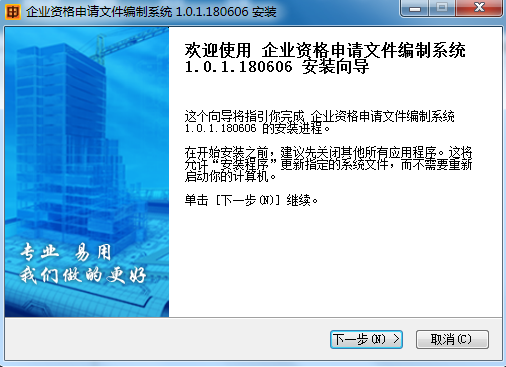 企业资格申请文件编制系统 1.0.1.180606 安装
欢迎使用 企业资格申请文件编制系统
1.0.1.180606 安装向导
这个向导将指引你完成 企业资格申请文件编制系统
1.0.1.180606 的安装进程。
在开始安装之前，建议先关闭其他所有应用程序。这将
允许“安装程序”更新指定的系统文件，而不需要重新
启动你的计算机。
单击 [下一步(N)] 继续。
专业 易用
我们做的更好
下一步(N) >
取消(C)